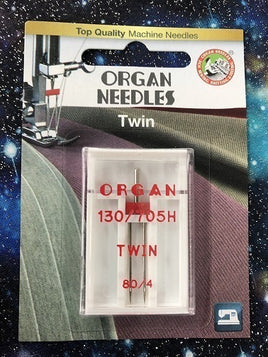 Top Quality Machine Needles
ORGAN
NEEDLES
Twin
ORGAN
130/705H
TWIN
80/4